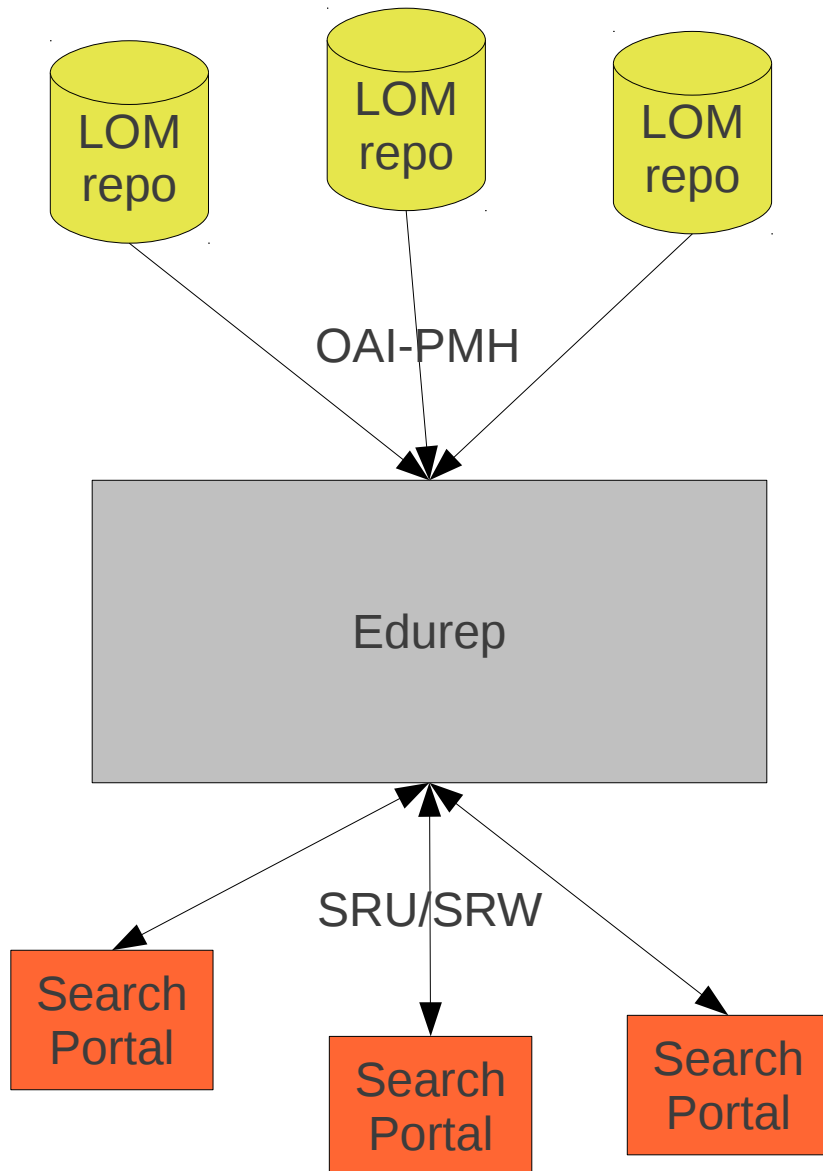 LOM
repo
LOM
repo
LOM
repo
OAI-PMH
Edurep
SRU/SRW
Search
Portal
Search
Portal
Search
Portal